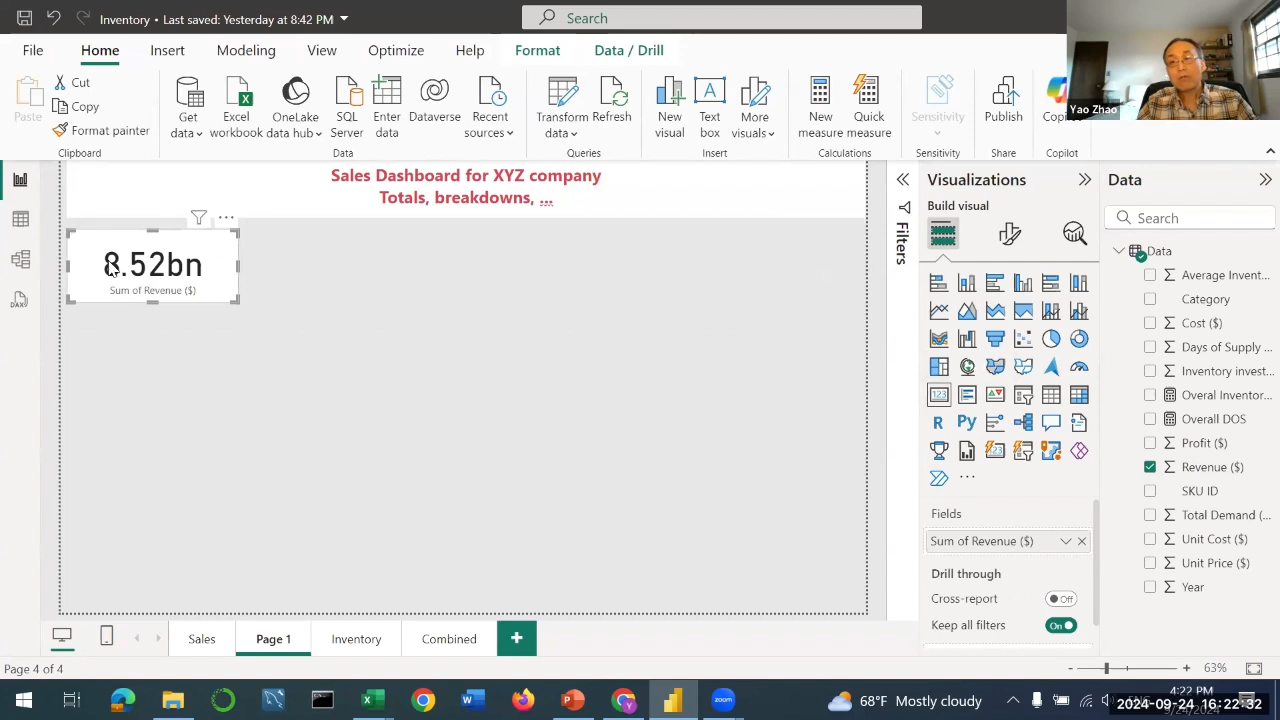 Inventory • Last saved: Yesterday at 8:42 PM
Search
File
Home
Insert
Modeling
View
Optimize
Help
Format
Data / Drill
Yao Zhao
Paste
Cut
Copy
Format painter
Clipboard
Get data
Excel workbook
OneLake data hub
SQL Server
Enter data
Dataverse
Recent sources
Data
Transform data
Refresh
Queries
New visual
Text box
More visuals
Insert
New measure
Quick measure
Calculations
Sensitivity
Sensitivity
Publish
Share
Copilot
Sales Dashboard for XYZ company
Totals, breakdowns, ...
8.52bn
Sum of Revenue ($)
Filters
Visualizations
Build visual
123
R
Py
Fields
Sum of Revenue ($)
Drill through
Cross-report
Off
Keep all filters
On
Data
Search
Data
Average Invent...
Category
Cost ($)
Days of Supply ...
Inventory invest...
Overal Inventor...
Overall DOS
Profit ($)
Revenue ($)
SKU ID
Total Demand (...
Unit Cost ($)
Unit Price ($)
Year
Sales
Page 1
Inventory
Combined
Page 4 of 4
63%
68°F Mostly cloudy
4:22 PM
2024-09-24 16:22:32